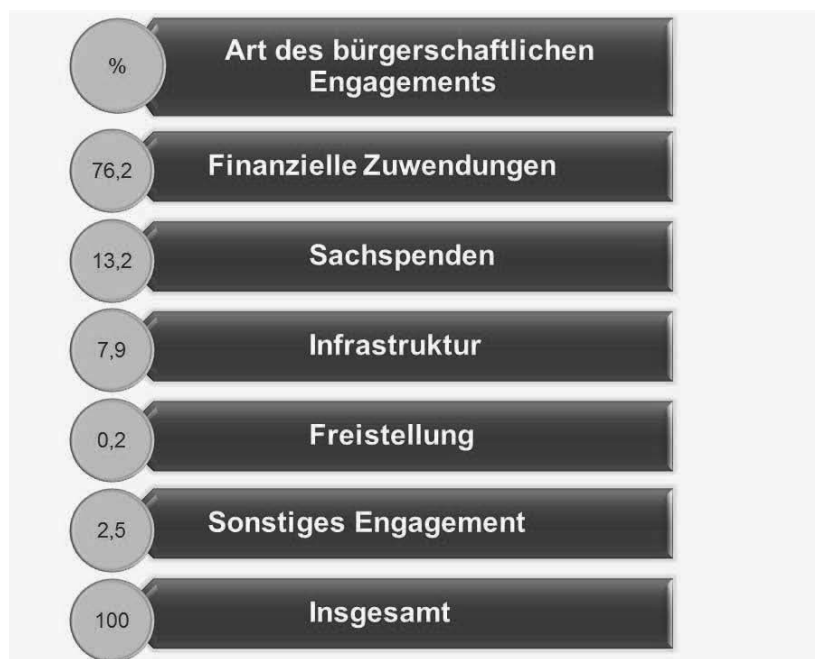 % Art des bürgerschaftlichen
Engagements
76,2 Finanzielle Zuwendungen
13,2 Sachspenden
7,9 Infrastruktur
0,2 Freistellung
2,5 Sonstiges Engagement
100 Insgesamt